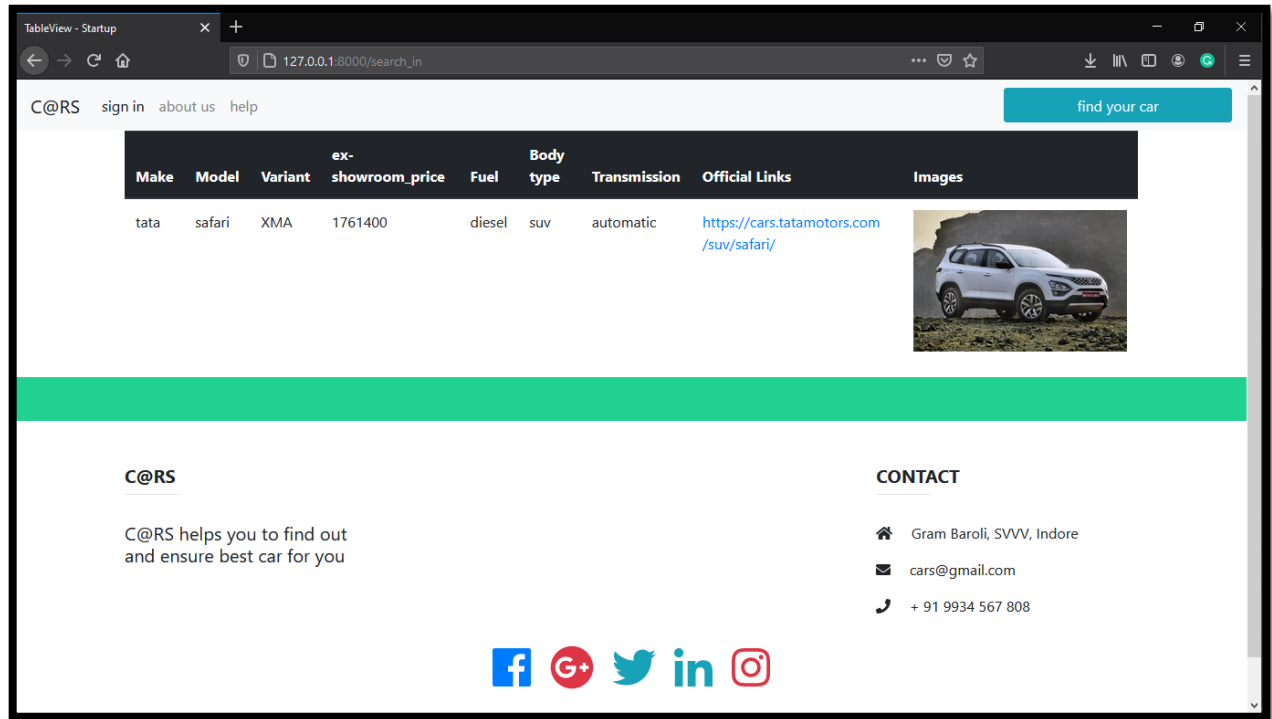 TableView - Startup
127.0.0.1:8000/search_in
C@RS sign in about us help find your car
ex- Body
Make Model Variant showroom_price Fuel type Transmission Official Links Images
tata safari XMA 1761400 diesel suv automatic https://cars.tatamotors.com
/suv/safari/
C@RS CONTACT
C@RS helps you to find out Gram Baroli, SVVV, Indore
and ensure best car for you
cars@gmail.com
+ 91 9934 567 808